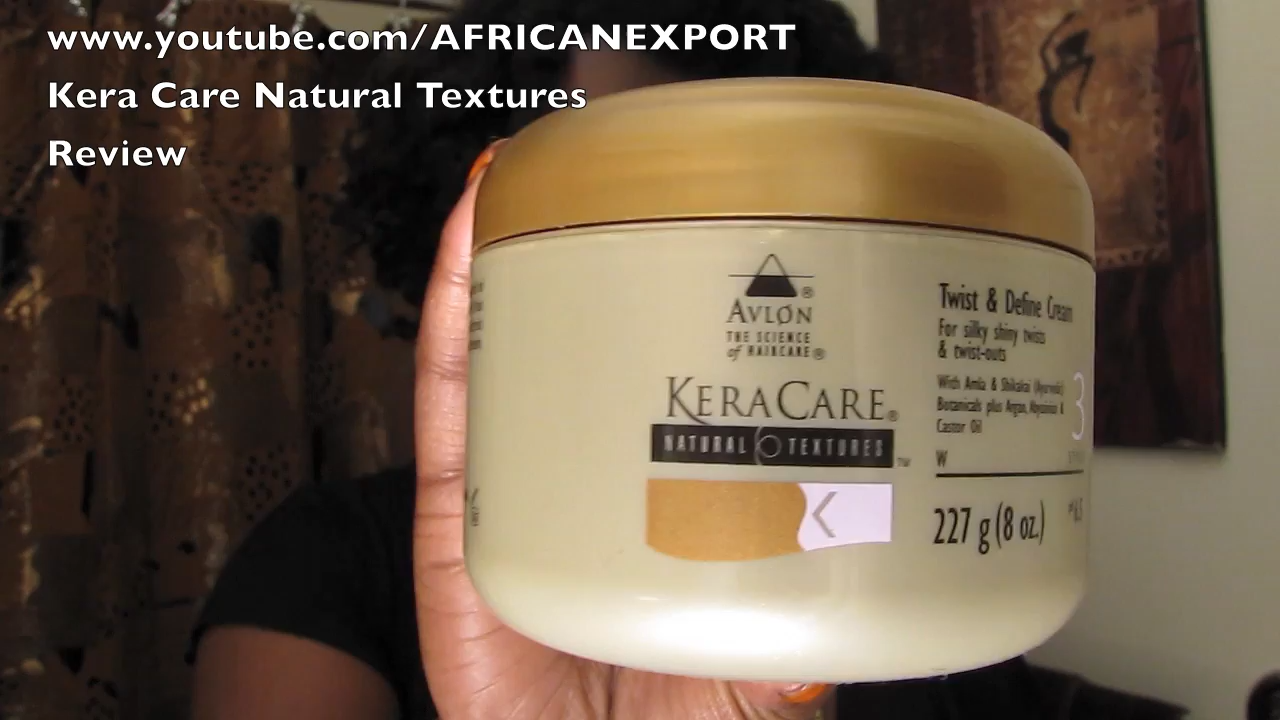 www.youtube.com/AFRICANEXPORT
Kera Care Natural Textures
Review
AVLON®
THE SCIENCE
of HAIRCARE®
KERACARE®
NATURAL TEXTURES™
Twist & Define Cream
For silky shiny twists
& twist-outs
With Amla & Shikakai (Ayurvedic)
Botanicals plus Argan, Abyssinica &
Castor Oil
3
W
227 g (8 oz.)